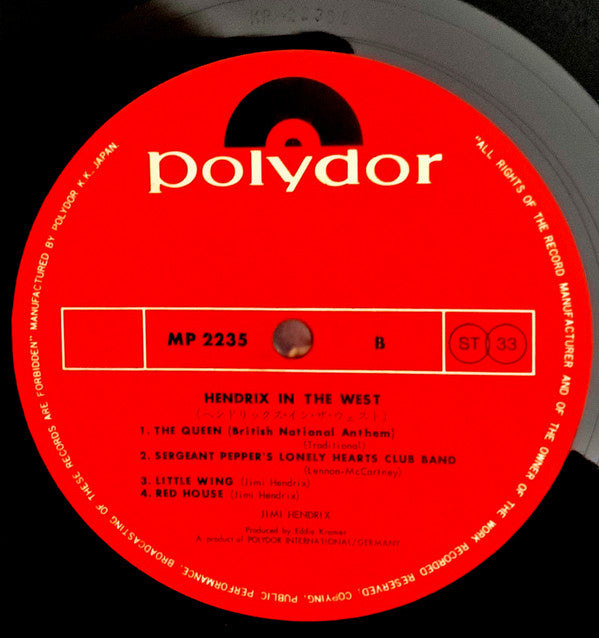 polydor
MP 2235
B
ST 33
HENDRIX IN THE WEST
(ヘンドリックス・イン・ザ・ウェスト)
1. THE QUEEN (British National Anthem)
(Traditional)
2. SERGEANT PEPPER'S LONELY HEARTS CLUB BAND
(Lennon-McCartney)
3. LITTLE WING (Jimi Hendrix)
4. RED HOUSE (Jimi Hendrix)
JIMI HENDRIX
Produced by Eddie Kramer
A product of POLYDOR INTERNATIONAL/GERMANY
"ALL RIGHTS OF THE RECORD MANUFACTURER AND OF THE OWNER OF THE WORK RECORDED RESERVED. COPYING, PUBLIC PERFORMANCE, BROADCASTING OF THESE RECORDS ARE FORBIDDEN" MANUFACTURED BY POLYDOR K.K. JAPAN.